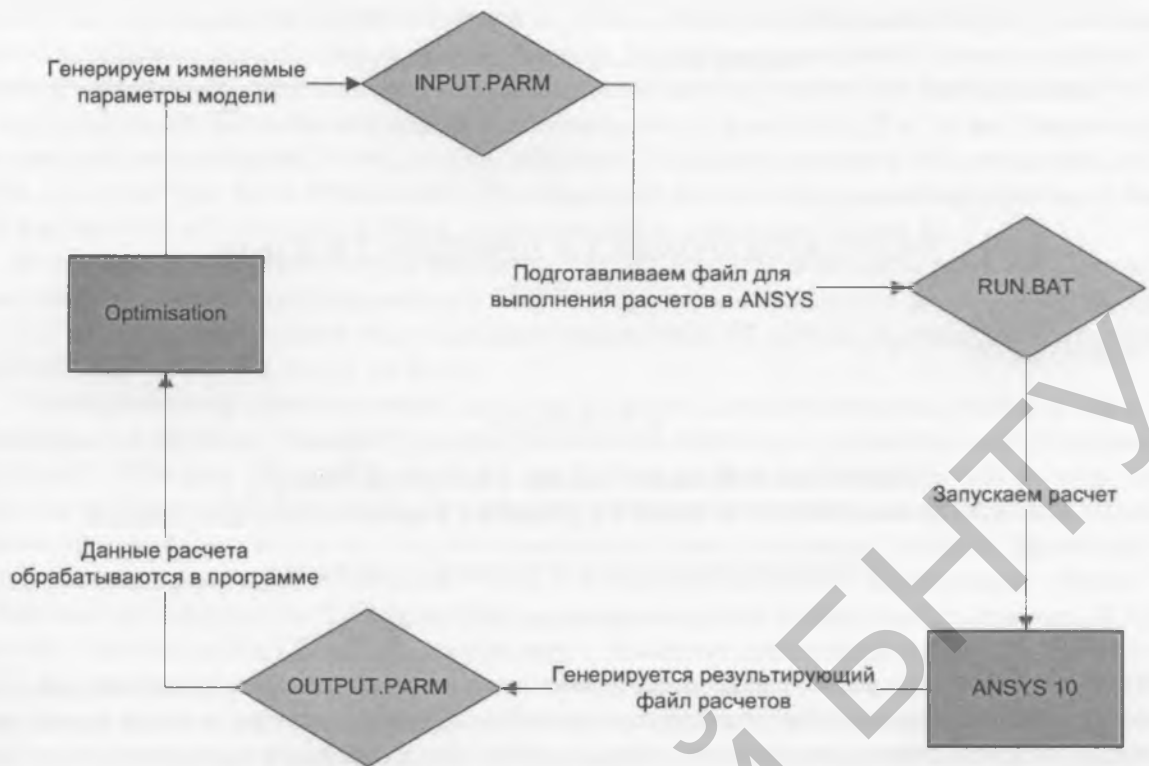 Генерируем изменяемые
параметры модели
INPUT.PARM
Optimisation
Подготавливаем файл для
выполнения расчетов в ANSYS
RUN.BAT
Запускаем расчет
Данные расчета
обрабатываются в программе
OUTPUT.PARM
Генерируется результирующий
файл расчетов
ANSYS 10
Й БНТУ